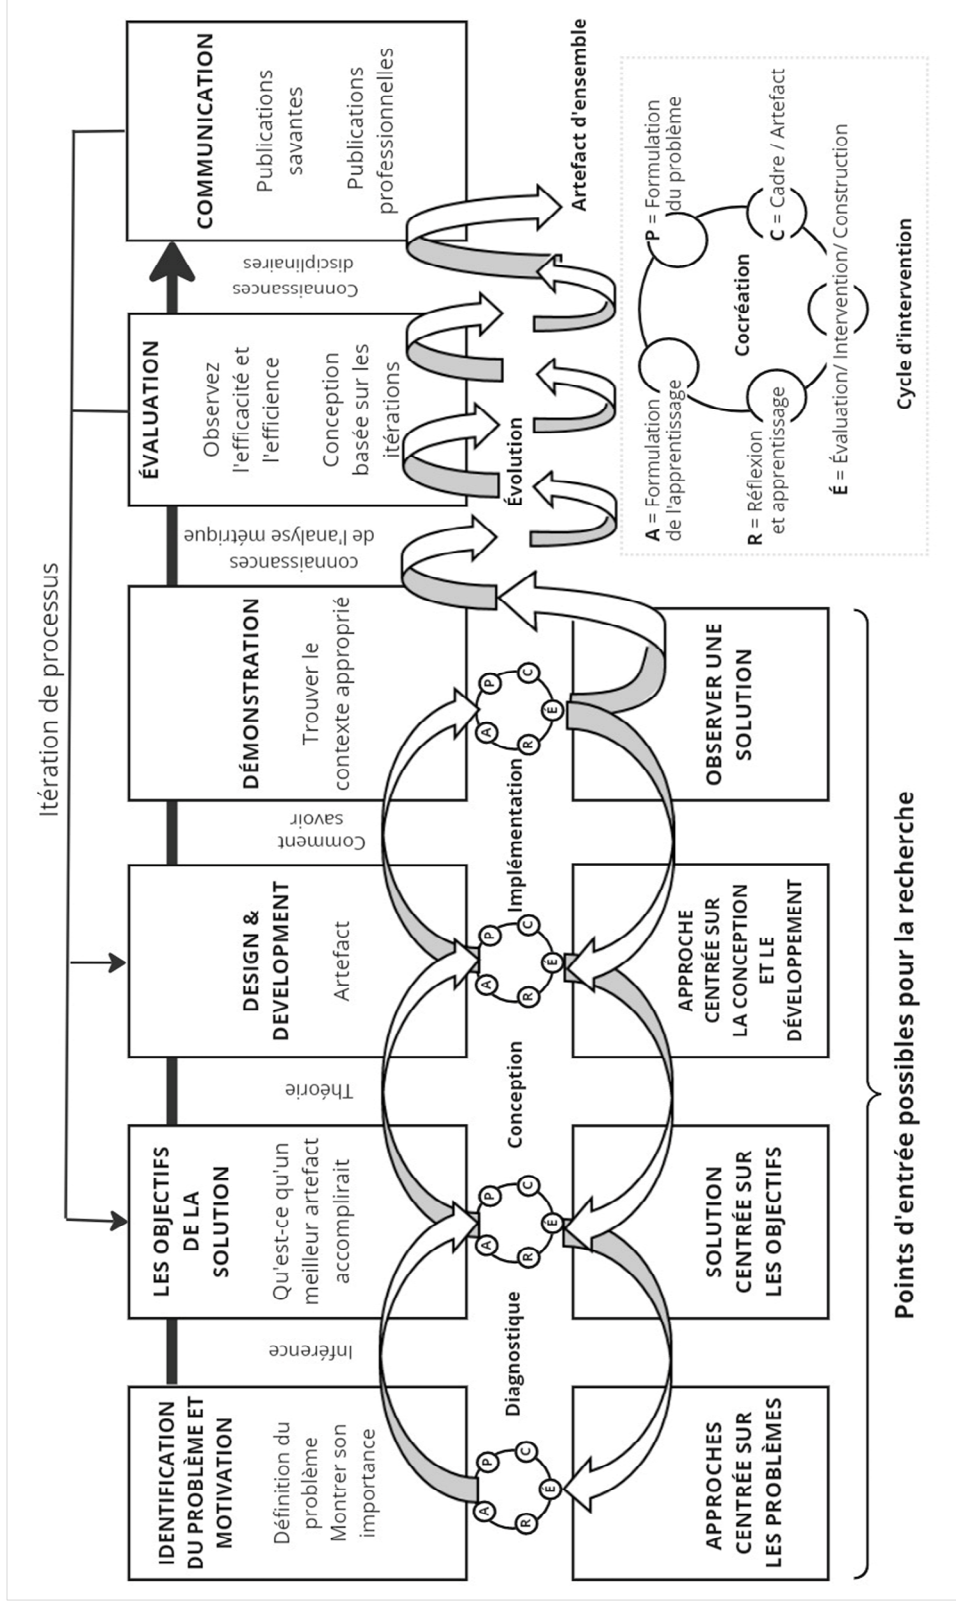 Itération de processus
IDENTIFICATION
DU PROBLÈME ET
MOTIVATION
Définition du
problème
Montrer son
importance
Inférence
LES OBJECTIFS
DE LA
SOLUTION
Qu'est-ce qu'un
meilleur artefact
accomplirait
Théorie
DESIGN &
DEVELOPMENT
Artefact
Comment
savoir
DÉMONSTRATION
Trouver le
contexte approprié
connaissances
de l'analyse métrique
ÉVALUATION
Observez
l'efficacité et
l'efficience
Conception
basée sur les
itérations
Connaissances
disciplinaires
COMMUNICATION
Publications
savantes
Publications
professionnelles
A
P
C
É
R
Diagnostique
A
P
C
É
R
Conception
A
P
C
É
R
Implémentation
A
P
C
É
R
Évolution
Artefact d'ensemble
APPROCHES
CENTRÉE SUR
LES PROBLÈMES
SOLUTION
CENTRÉE SUR
LES OBJECTIFS
APPROCHE
CENTRÉE SUR
LA CONCEPTION
ET LE
DÉVELOPPEMENT
OBSERVER UNE
SOLUTION
Points d'entrée possibles pour la recherche
A = Formulation
de l'apprentissage
P = Formulation
du problème
Cocréation
R = Réflexion
et apprentissage
C = Cadre / Artefact
É = Évaluation/ Intervention/ Construction
Cycle d'intervention